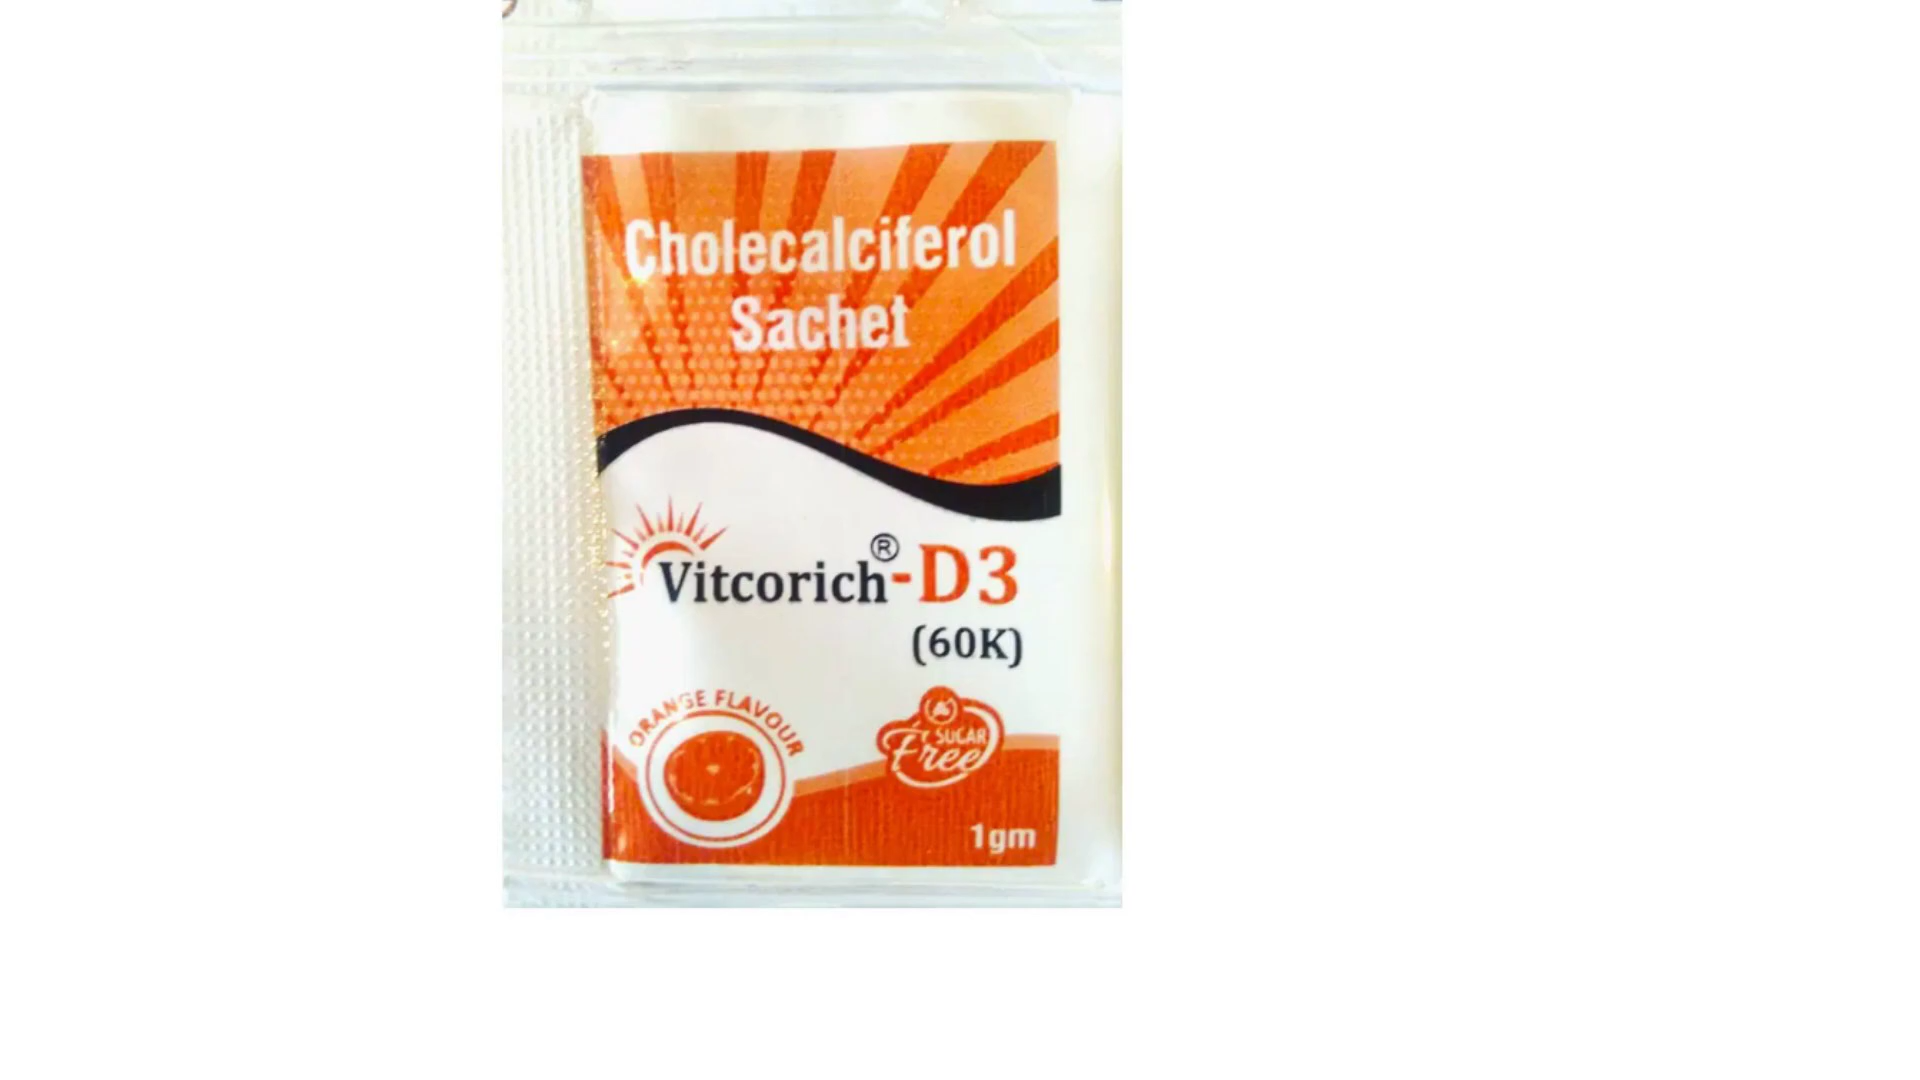 Cholecalciferol
Sachet
Vitcorich®-D3
(60K)
ORANGE FLAVOUR
SUGAR
Free
1gm